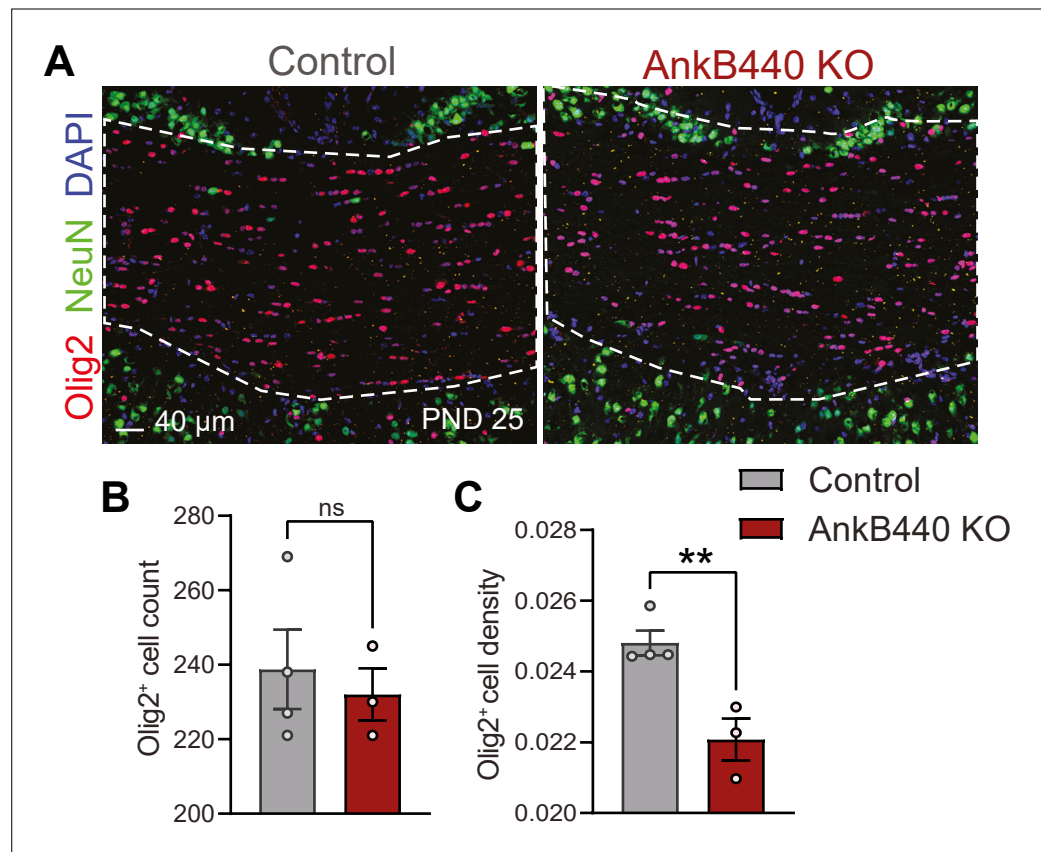 A
Control
AnkB440 KO
Olig2 NeuN DAPI
40 µm
PND 25
B
Olig2+ cell count
280
260
240
220
200
ns
C
Control
AnkB440 KO
Olig2+ cell density
0.028
0.026
0.024
0.022
0.020
**